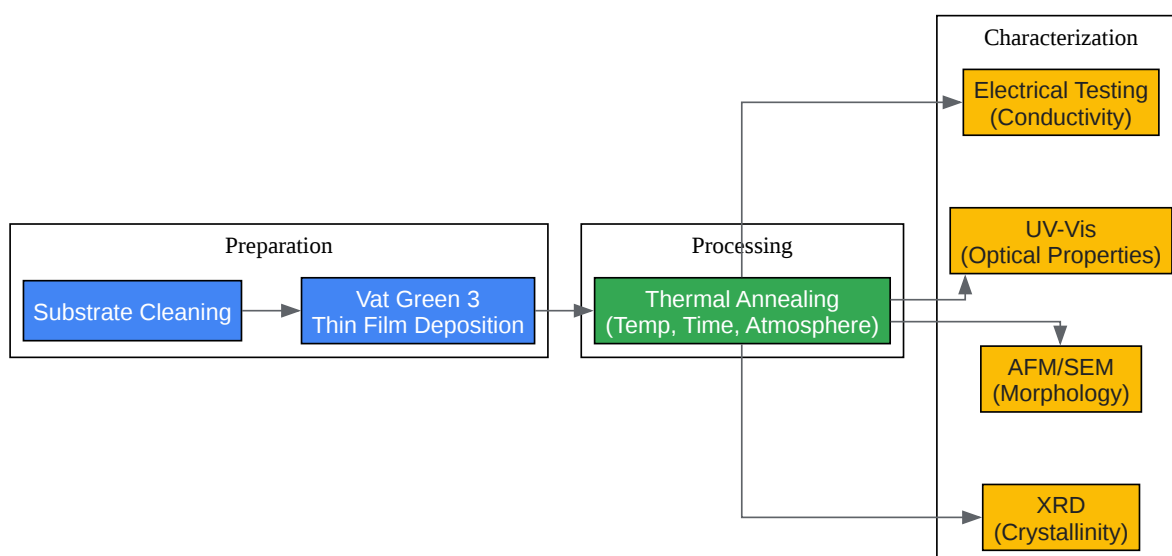 Preparation
Substrate Cleaning
Vat Green 3
Thin Film Deposition
Processing
Thermal Annealing
(Temp, Time, Atmosphere)
Characterization
Electrical Testing
(Conductivity)
UV-Vis
(Optical Properties)
AFM/SEM
(Morphology)
XRD
(Crystallinity)